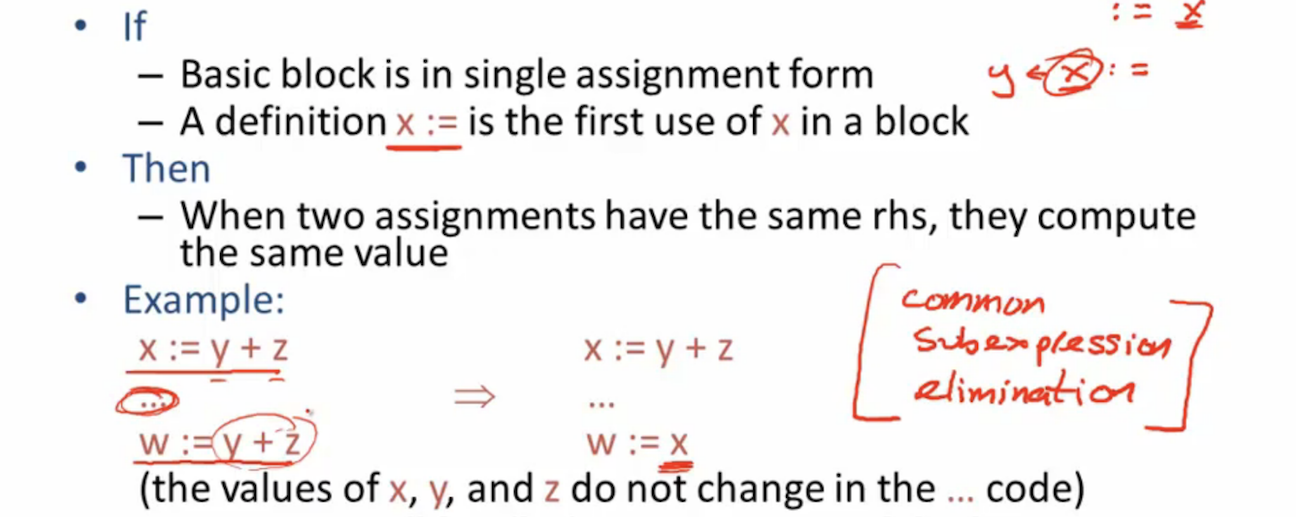 • If
:= x
– Basic block is in single assignment form
y ← x :=
– A definition x := is the first use of x in a block
• Then
– When two assignments have the same rhs, they compute
the same value
• Example:
x := y + z
...
w := y + z
⇒
x := y + z
...
w := x
common
subexpression
elimination
(the values of x, y, and z do not change in the ... code)